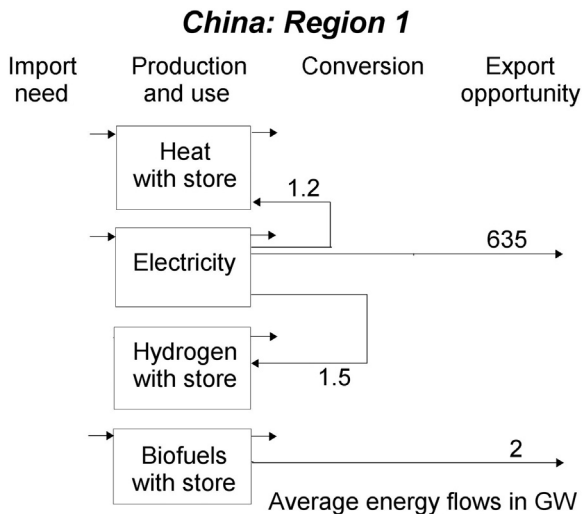 China: Region 1
Import need
Production and use
Conversion
Export opportunity
Heat with store
1.2
Electricity
635
Hydrogen with store
1.5
Biofuels with store
2
Average energy flows in GW